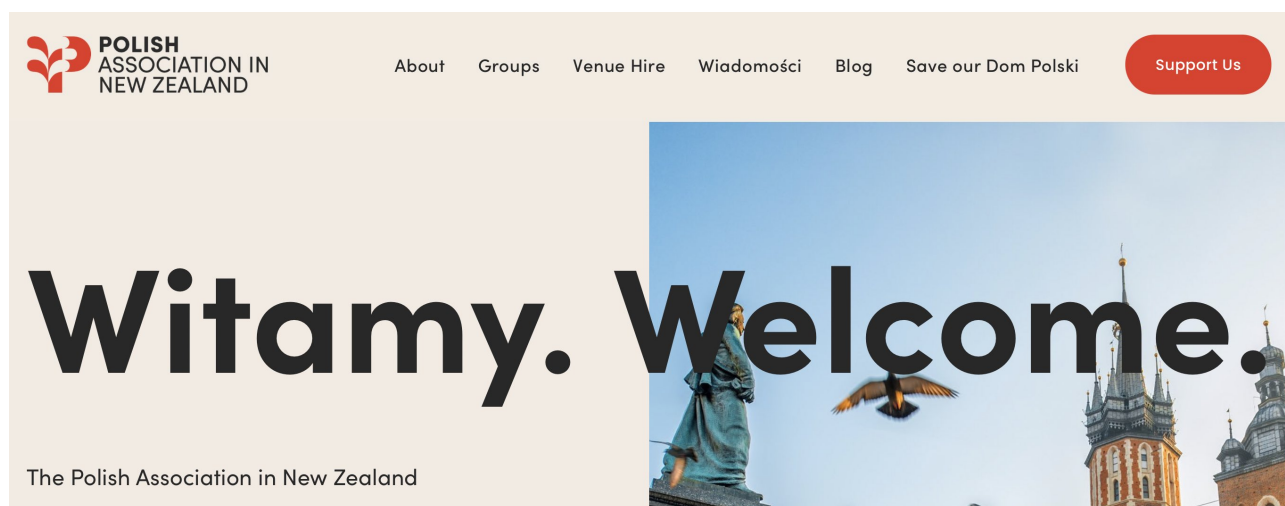 POLISH
ASSOCIATION IN
NEW ZEALAND
About Groups Venue Hire Wiadomości Blog Save our Dom Polski Support Us
Witamy. Welcome.
The Polish Association in New Zealand